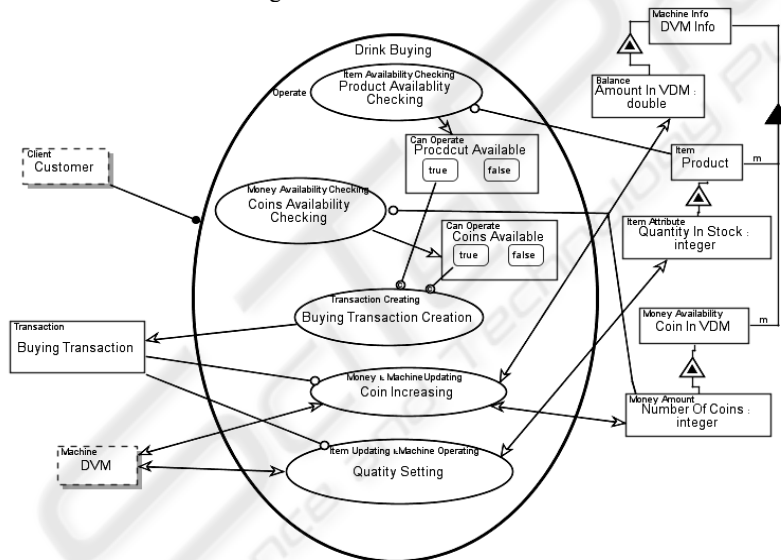 Drink Buying
Item Availability Checking
Product Availablity
Checking
Operate
Can Operate
Procdcut Available
true
false
Money Availability Checking
Coins Availability
Checking
Can Operate
Coins Available
true
false
Transaction Creating
Buying Transaction Creation
Money & Machine Updating
Coin Increasing
Item Updating & Machine Operating
Quatity Setting
Client
Customer
Transaction
Buying Transaction
Machine
DVM
Machine Info
DVM Info
Balance
Amount In VDM :
double
Item
Product
m
Item Attribute
Quantity In Stock :
integer
Money Availability
Coin In VDM
m
Money Amount
Number Of Coins :
integer